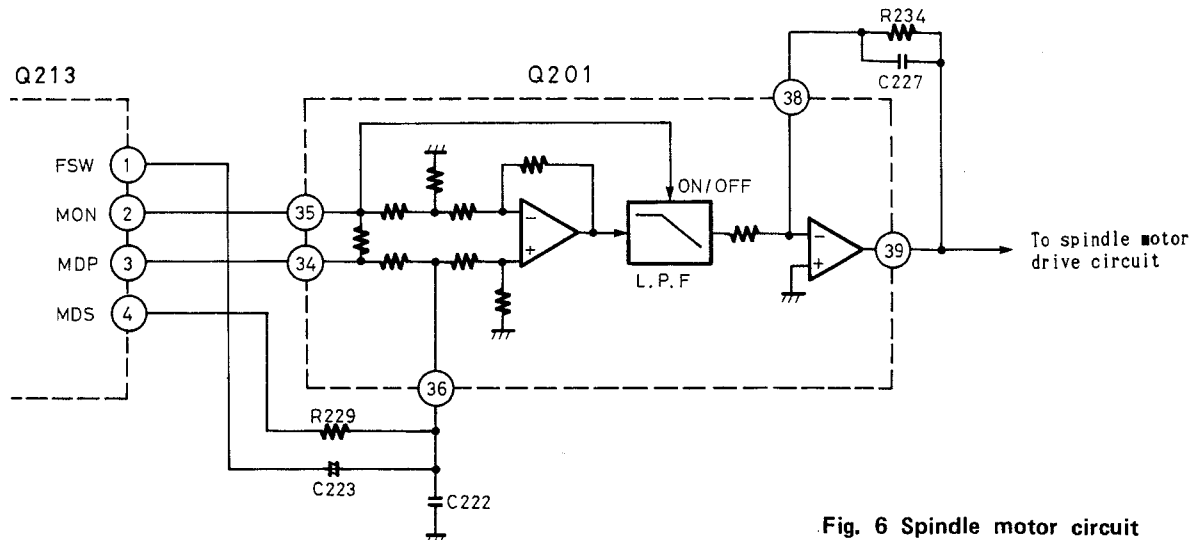 R234
C227
Q213
Q201
38
FSW
1
MON
2
35
ON/OFF
MDP
3
34
L.P.F
39
To spindle motor
drive circuit
MDS
4
36
R229
C223
C222
Fig. 6 Spindle motor circuit